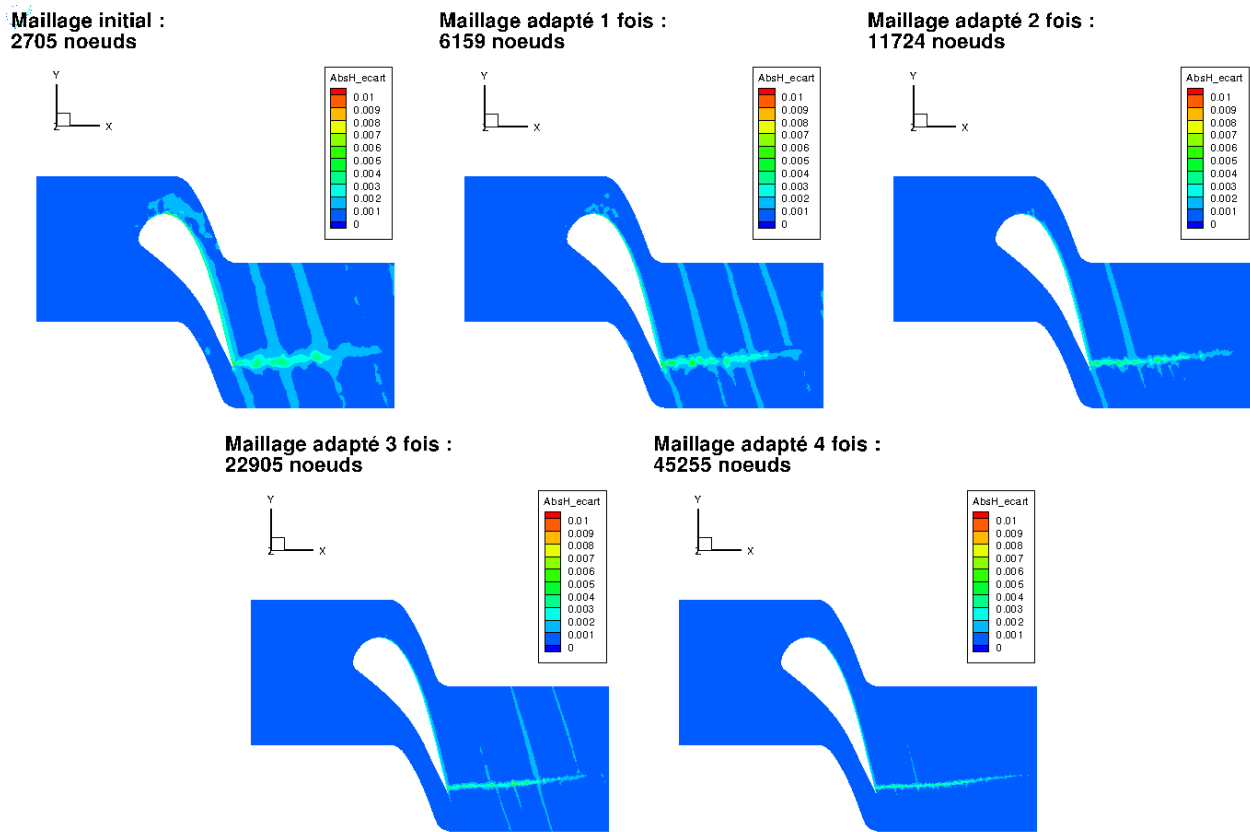 Maillage initial :
2705 noeuds
Y
Z
X
AbsH_ecart
0.01
0.009
0.008
0.007
0.006
0.005
0.004
0.003
0.002
0.001
0
Maillage adapté 1 fois :
6159 noeuds
Y
Z
X
AbsH_ecart
0.01
0.009
0.008
0.007
0.006
0.005
0.004
0.003
0.002
0.001
0
Maillage adapté 2 fois :
11724 noeuds
Y
Z
X
AbsH_ecart
0.01
0.009
0.008
0.007
0.006
0.005
0.004
0.003
0.002
0.001
0
Maillage adapté 3 fois :
22905 noeuds
Y
Z
X
AbsH_ecart
0.01
0.009
0.008
0.007
0.006
0.005
0.004
0.003
0.002
0.001
0
Maillage adapté 4 fois :
45255 noeuds
Y
Z
X
AbsH_ecart
0.01
0.009
0.008
0.007
0.006
0.005
0.004
0.003
0.002
0.001
0